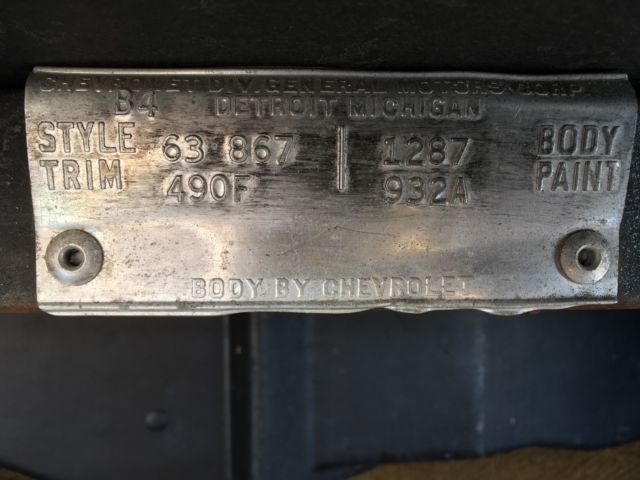 CHEVROLET DIV. GENERAL MOTORS CORP.
B4 DETROIT MICHIGAN
STYLE 63 867 1287 BODY
TRIM 490F 932A PAINT
BODY BY CHEVROLET